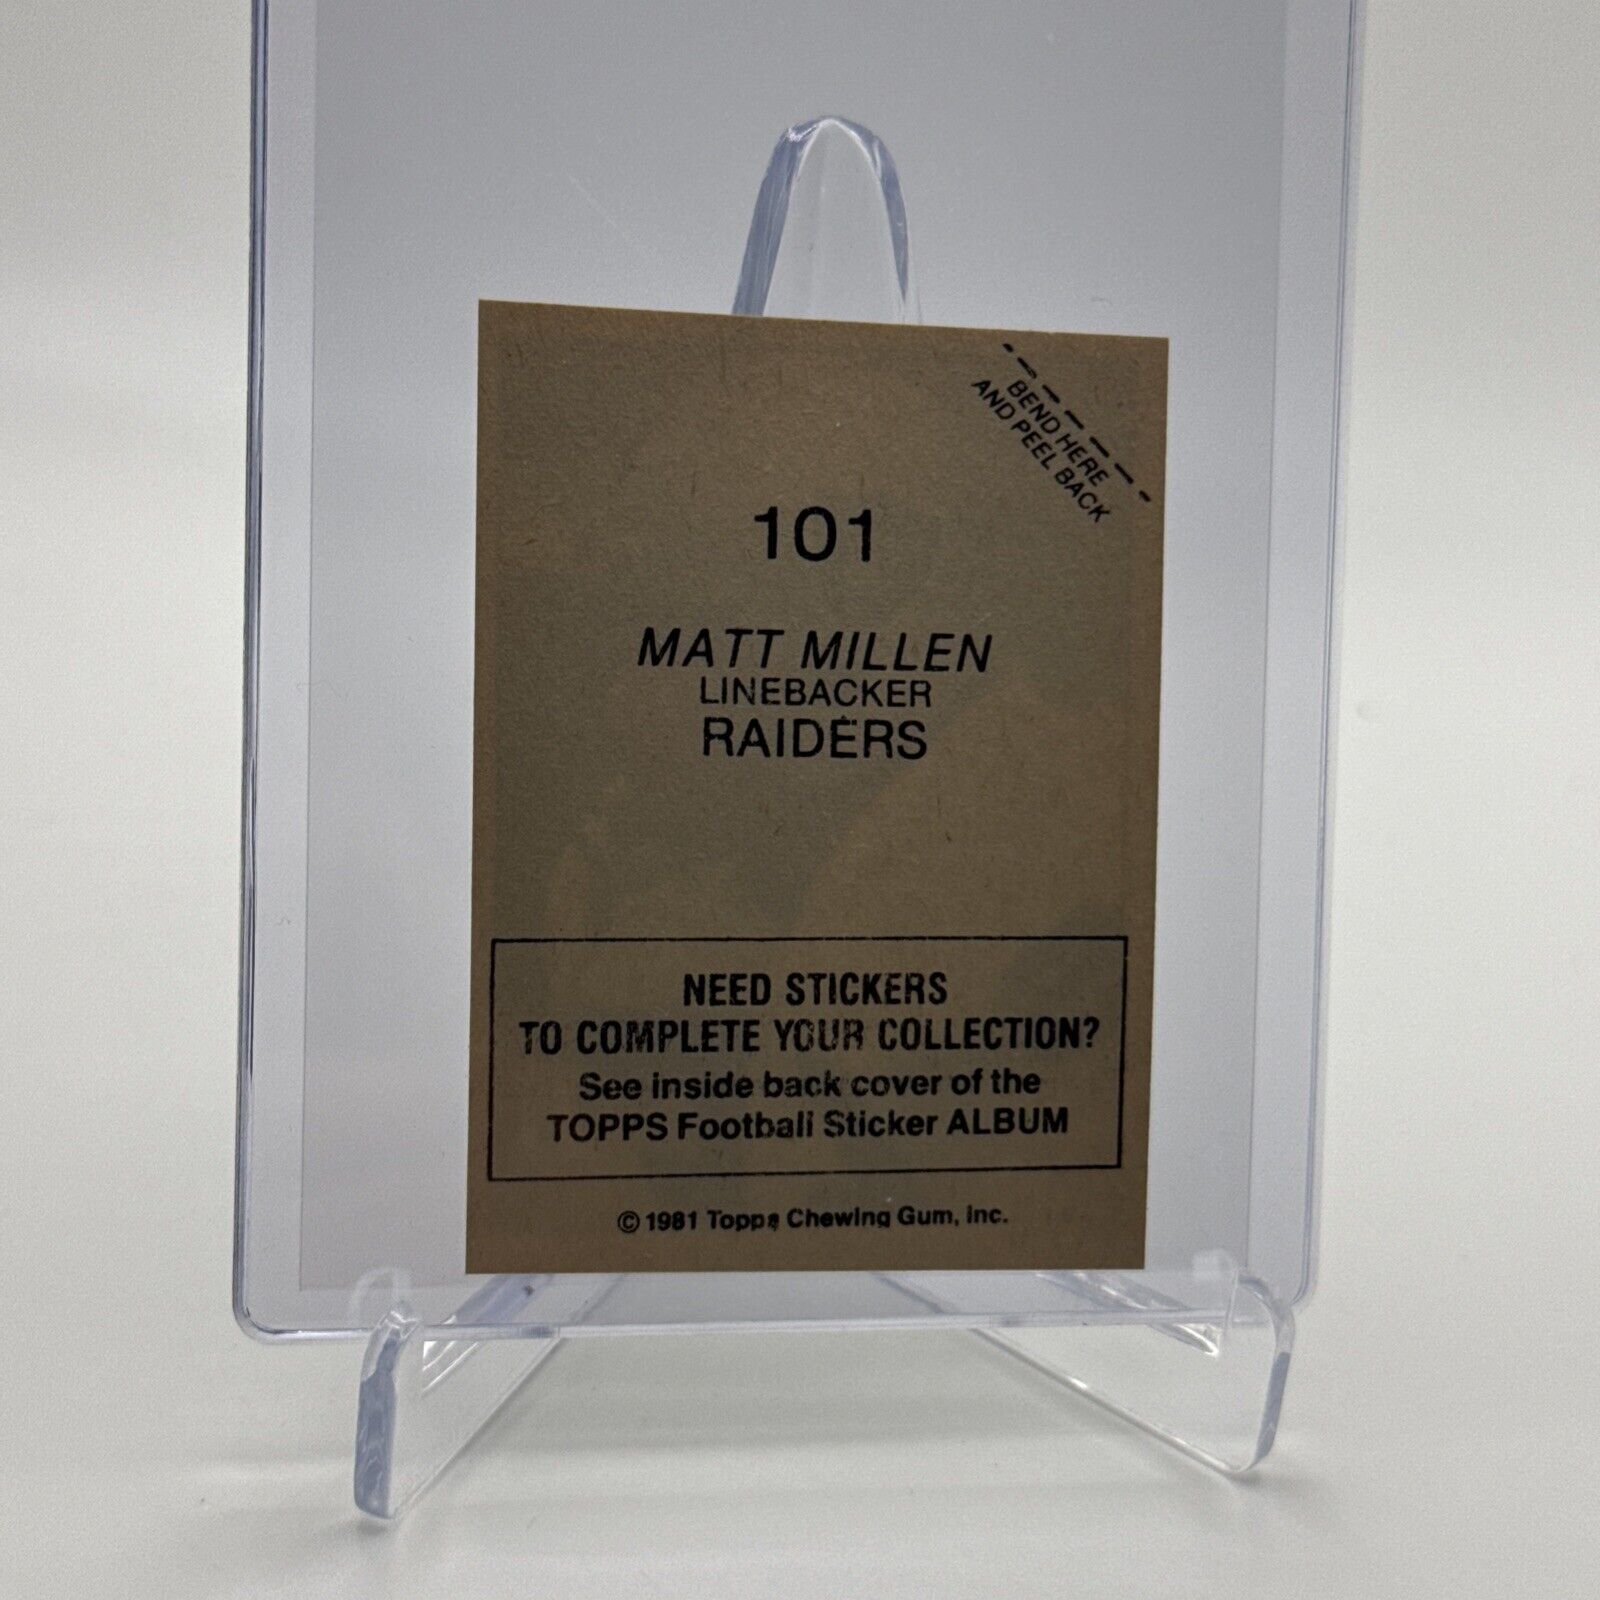 BEND HERE
AND PEEL BACK
101
MATT MILLEN
LINEBACKER
RAIDERS
NEED STICKERS
TO COMPLETE YOUR COLLECTION?
See inside back cover of the
TOPPS Football Sticker ALBUM
© 1981 Topps Chewing Gum, Inc.